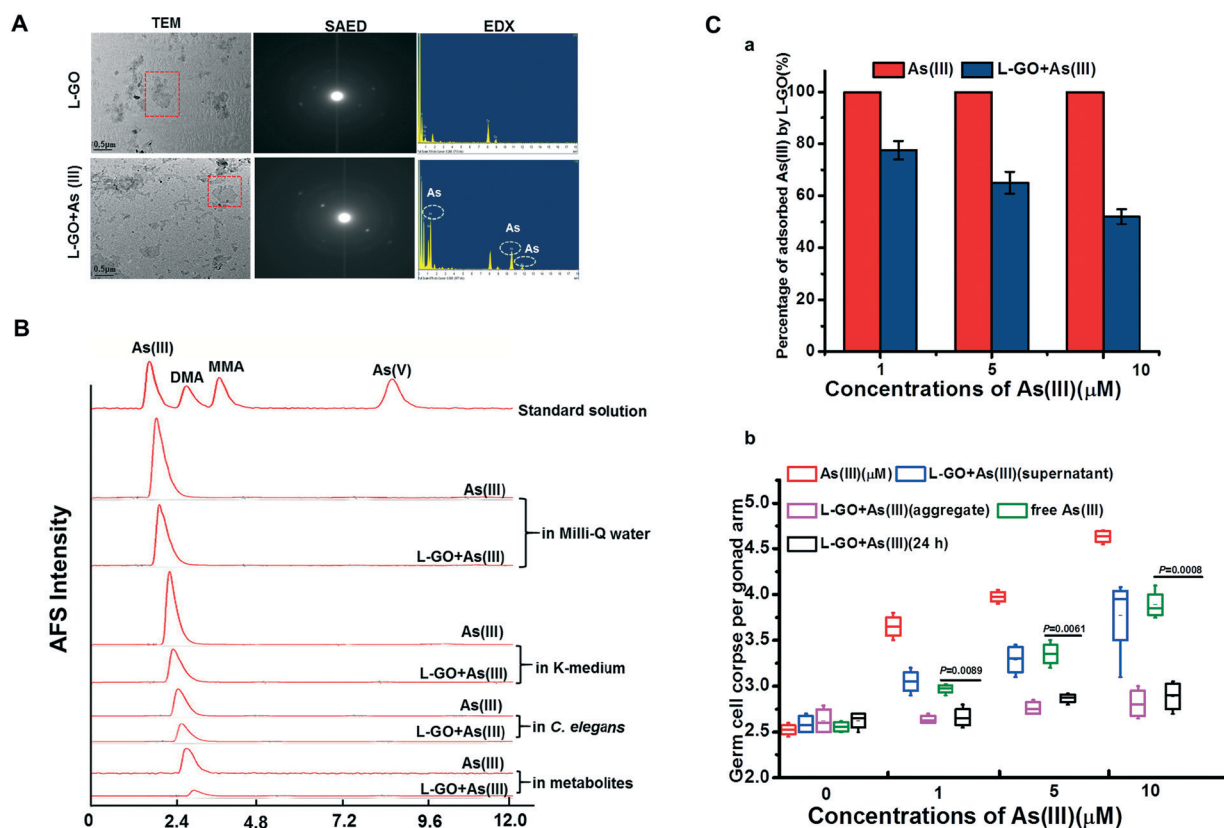 A
TEM
SAED
EDX
L-GO
0.5μm
L-GO+As (III)
0.5μm
As
As
As
B
As(III)
DMA
MMA
As(V)
Standard solution
As(III)
in Milli-Q water
L-GO+As(III)
As(III)
in K-medium
L-GO+As(III)
As(III)
in C. elegans
L-GO+As(III)
As(III)
in metabolites
L-GO+As(III)
AFS Intensity
0 2.4 4.8 7.2 9.6 12.0
C
a
As(III) L-GO+As(III)
Percentage of adsorbed As(III) by L-GO(%)
100
80
60
40
20
0
1 5 10
Concentrations of As(III)(μM)
b
As(III)(μM) L-GO+As(III)(supernatant)
L-GO+As(III)(aggregate) free As(III)
L-GO+As(III)(24 h)
Germ cell corpse per gonad arm
5.0
4.5
4.0
3.5
3.0
2.5
2.0
P=0.0089
P=0.0061
P=0.0008
0 1 5 10
Concentrations of As(III)(μM)